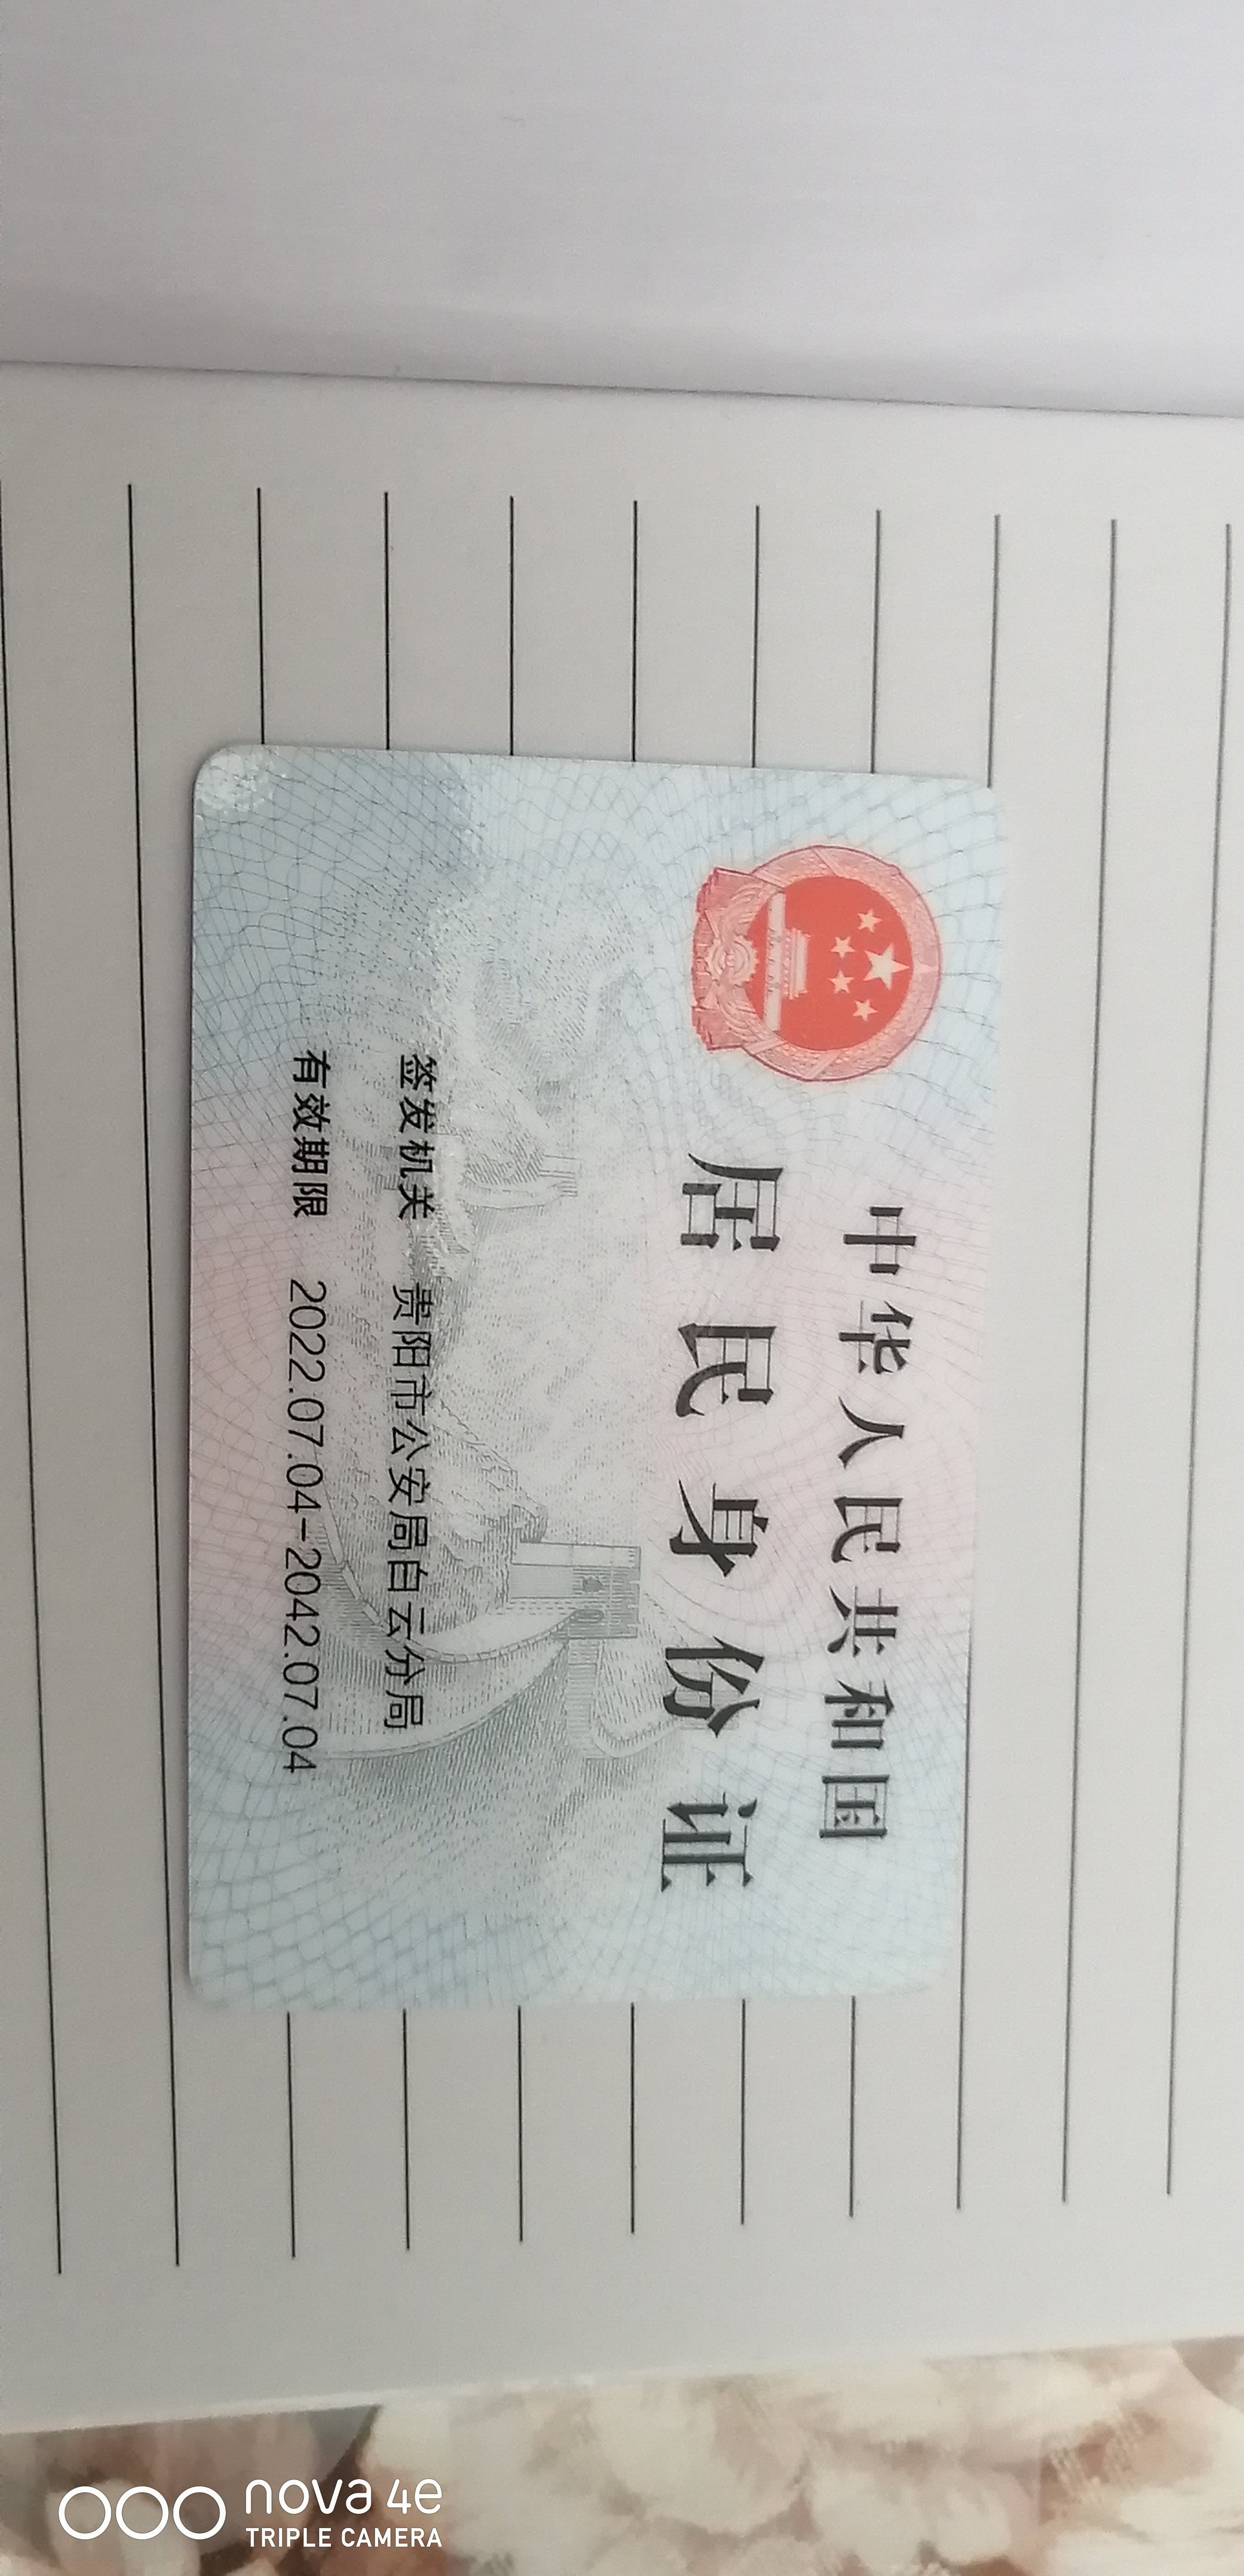 中华人民共和国
居民身份证
签发机关 贵阳市公安局白云分局
有效期限 2022.07.04-2042.07.04
nova 4e
TRIPLE CAMERA